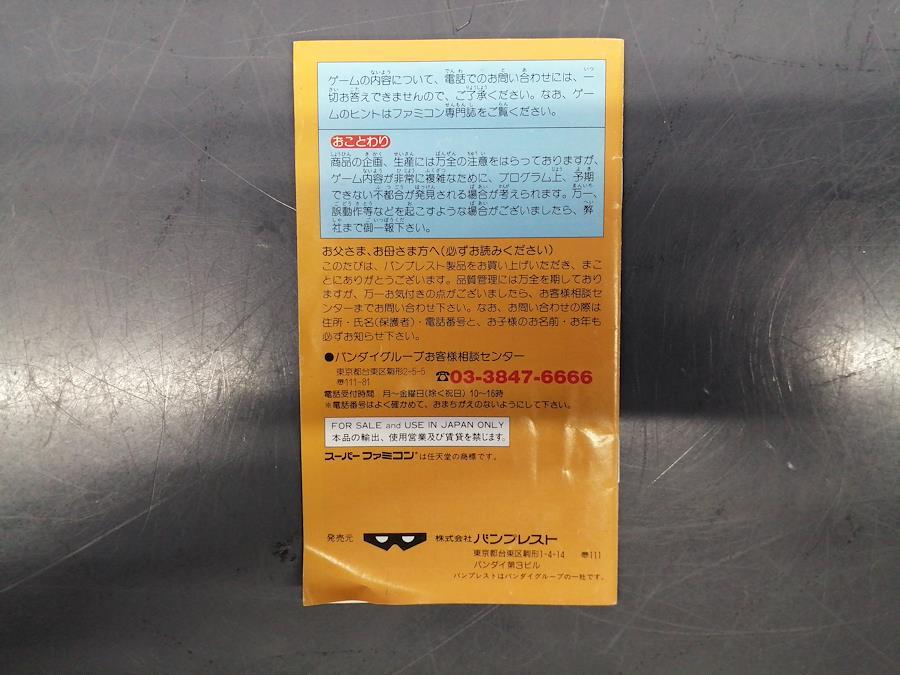 ゲームの内容について、電話でのお問い合わせには、一
切お答えできませんので、ご了承ください。なお、ゲー
ムのヒントはファミコン専門誌をご覧ください。
おことわり
商品の企画、生産には万全の注意をはらっておりますが、
ゲーム内容が非常に複雑なために、プログラム上、予期
できない不都合が発見される場合が考えられます。万一、
誤動作等などを起こすような場合がございましたら、弊
社まで御一報下さい。
お父さま、お母さま方へ(必ずお読みください)
このたびは、バンプレスト製品をお買い上げいただき、まこ
とにありがとうございます。品質管理には万全を期しており
ますが、万一お気付きの点がございましたら、お客様相談セ
ンターまでお問い合わせ下さい。なお、お問い合わせの際は
住所・氏名(保護者)・電話番号と、お子様のお名前・お年も
必ずお知らせ下さい。
●バンダイグループお客様相談センター
東京都台東区駒形2-5-5
〠111-81
☎03-3847-6666
電話受付時間 月〜金曜日(除く祝日) 10〜16時
※電話番号はよく確かめて、おまちがえのないようにして下さい。
FOR SALE and USE IN JAPAN ONLY
本品の輸出、使用営業及び賃貸を禁じます。
スーパーファミコン®は任天堂の商標です。
発売元 株式会社 バンプレスト
東京都台東区駒形1-4-14 〠111
バンダイ第3ビル
バンプレストはバンダイグループの一社です。